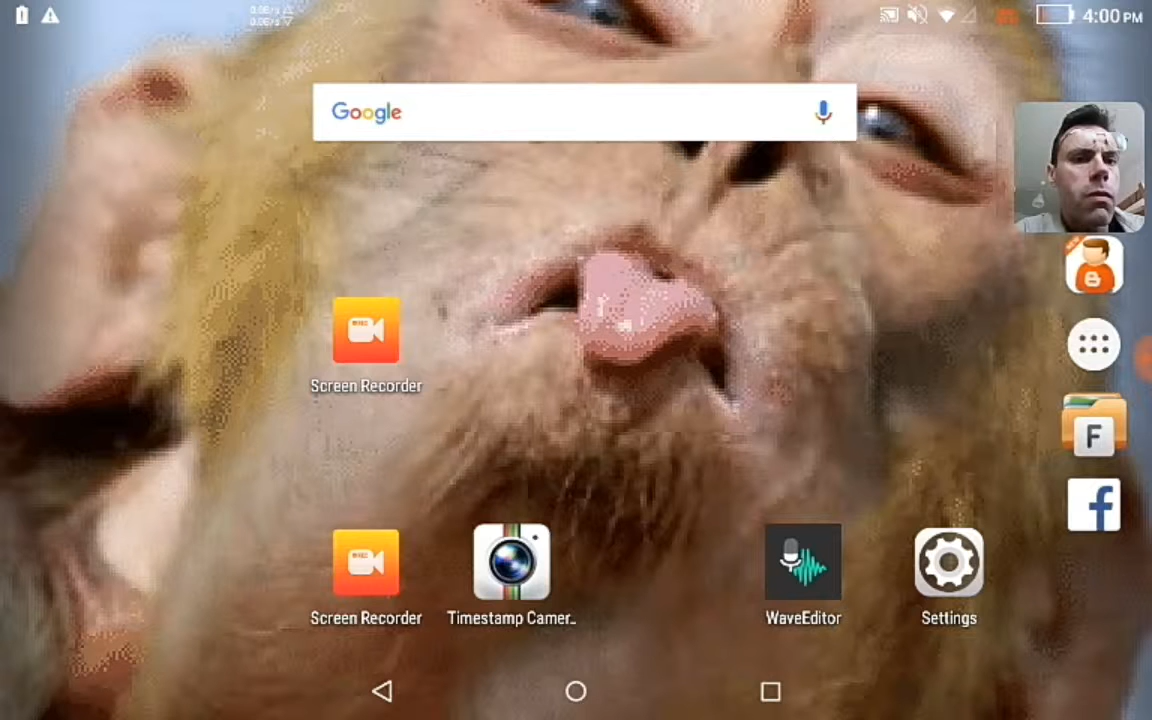 4:00 PM
Google
Screen Recorder
F
Screen Recorder
Timestamp Camer..
WaveEditor
Settings